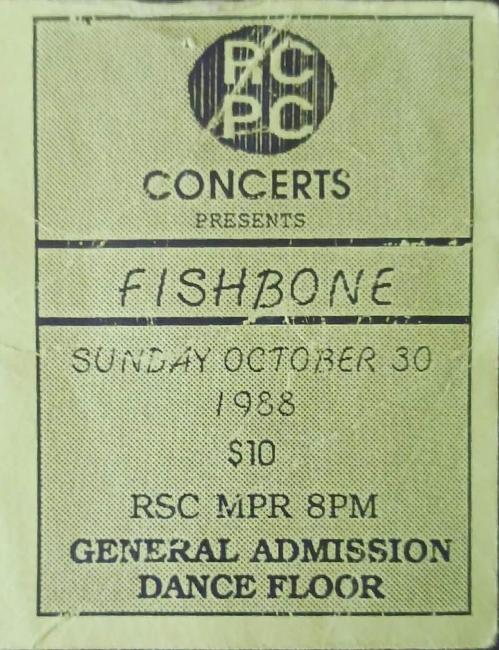 RC
PC
CONCERTS
PRESENTS
FISHBONE
SUNDAY OCTOBER 30
1988
$10
RSC MPR 8PM
GENERAL ADMISSION
DANCE FLOOR